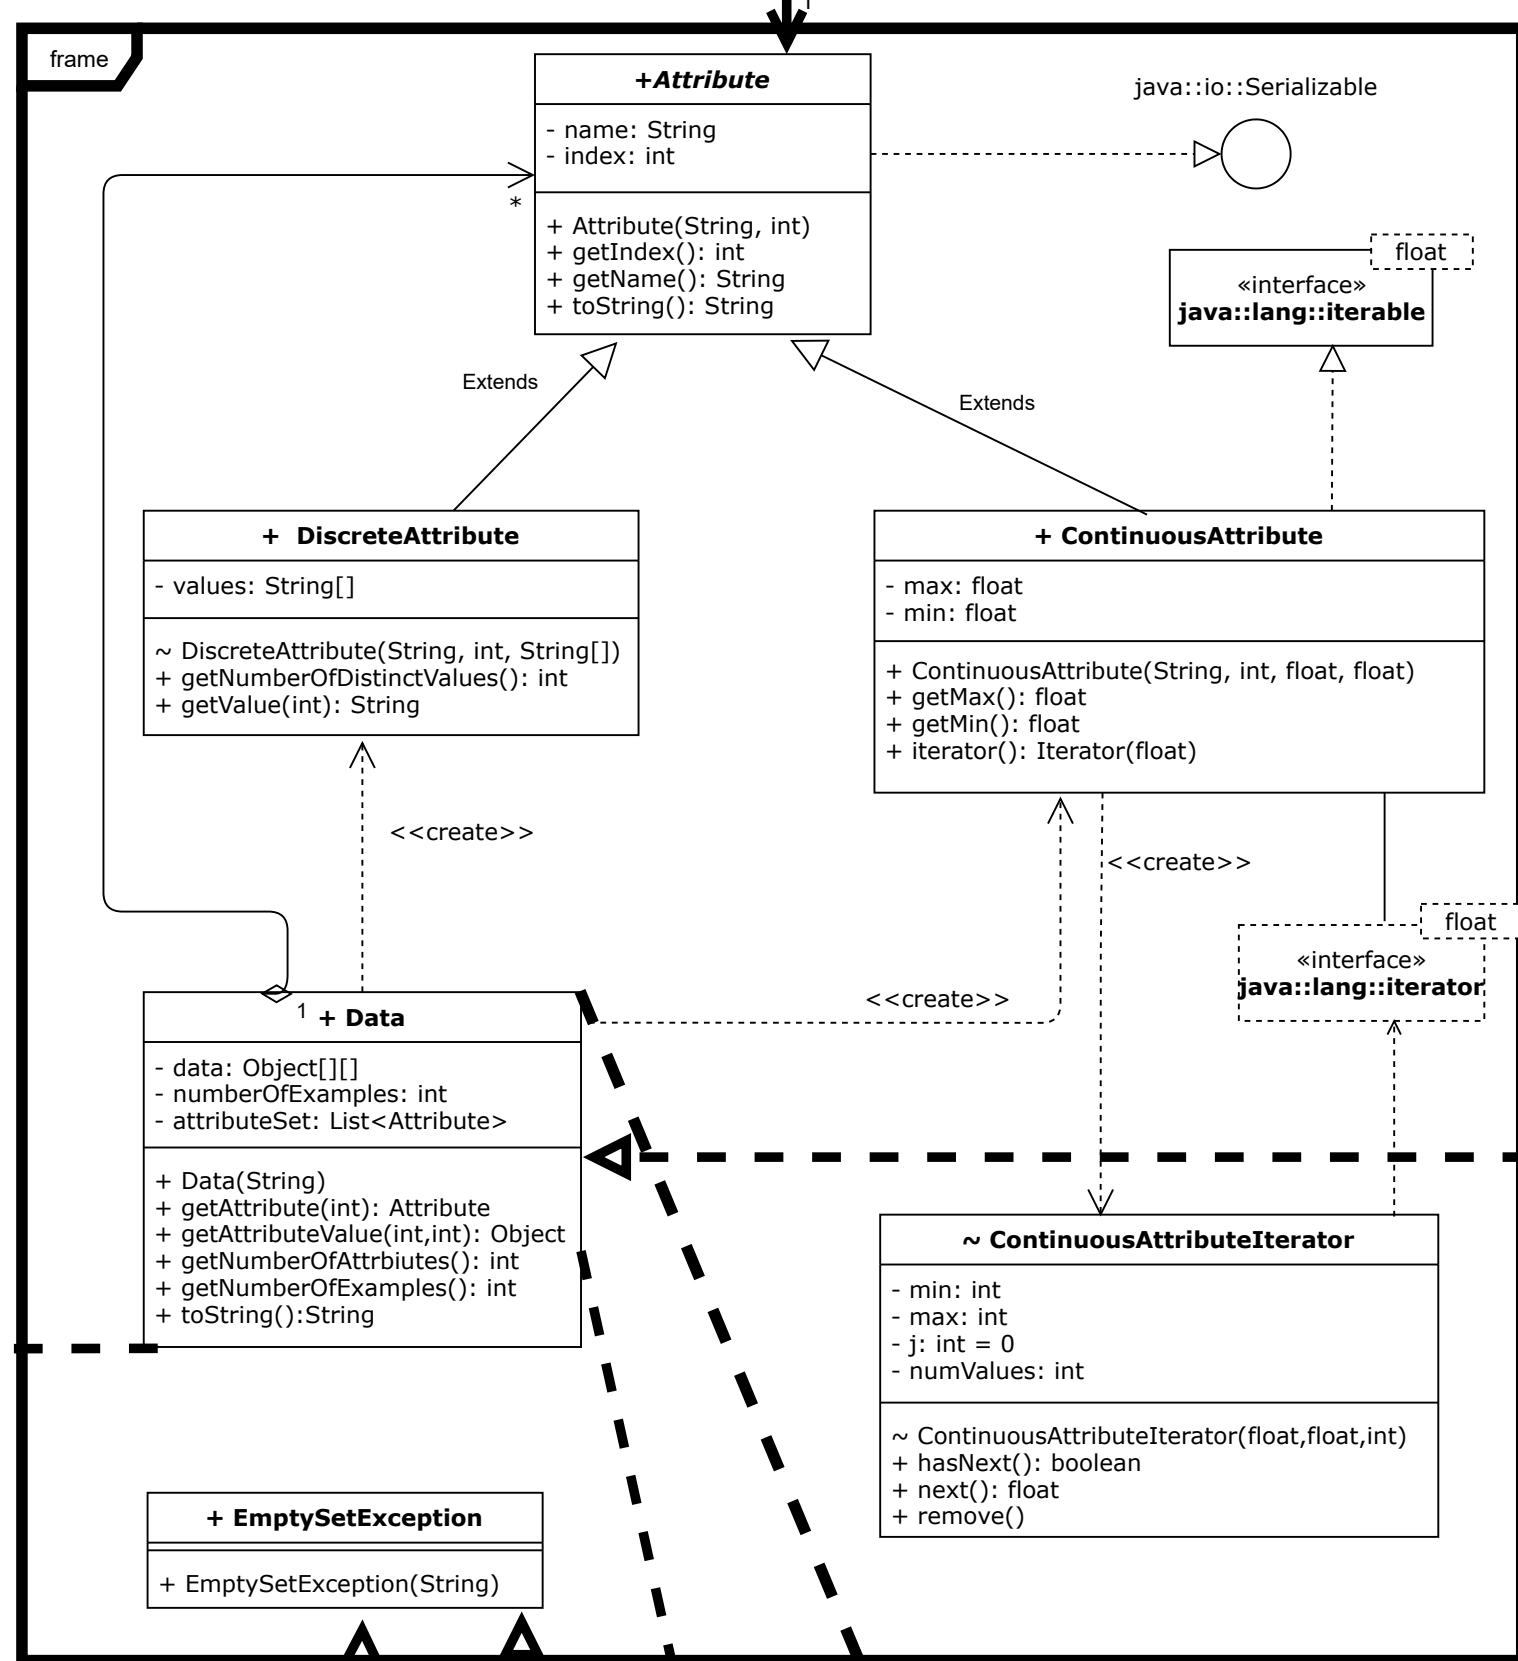 frame
+Attribute
- name: String
- index: int
+ Attribute(String, int)
+ getIndex(): int
+ getName(): String
+ toString(): String
*
java::io::Serializable
float
«interface»
java::lang::iterable
Extends
Extends
+ DiscreteAttribute
- values: String[]
~ DiscreteAttribute(String, int, String[])
+ getNumberOfDistinctValues(): int
+ getValue(int): String
+ ContinuousAttribute
- max: float
- min: float
+ ContinuousAttribute(String, int, float, float)
+ getMax(): float
+ getMin(): float
+ iterator(): Iterator(float)
<<create>>
<<create>>
float
«interface»
java::lang::iterator
<<create>>
1
+ Data
- data: Object[][]
- numberOfExamples: int
- attributeSet: List<Attribute>
+ Data(String)
+ getAttribute(int): Attribute
+ getAttributeValue(int,int): Object
+ getNumberOfAttrbiutes(): int
+ getNumberOfExamples(): int
+ toString():String
~ ContinuousAttributeIterator
- min: int
- max: int
- j: int = 0
- numValues: int
~ ContinuousAttributeIterator(float,float,int)
+ hasNext(): boolean
+ next(): float
+ remove()
+ EmptySetException
+ EmptySetException(String)